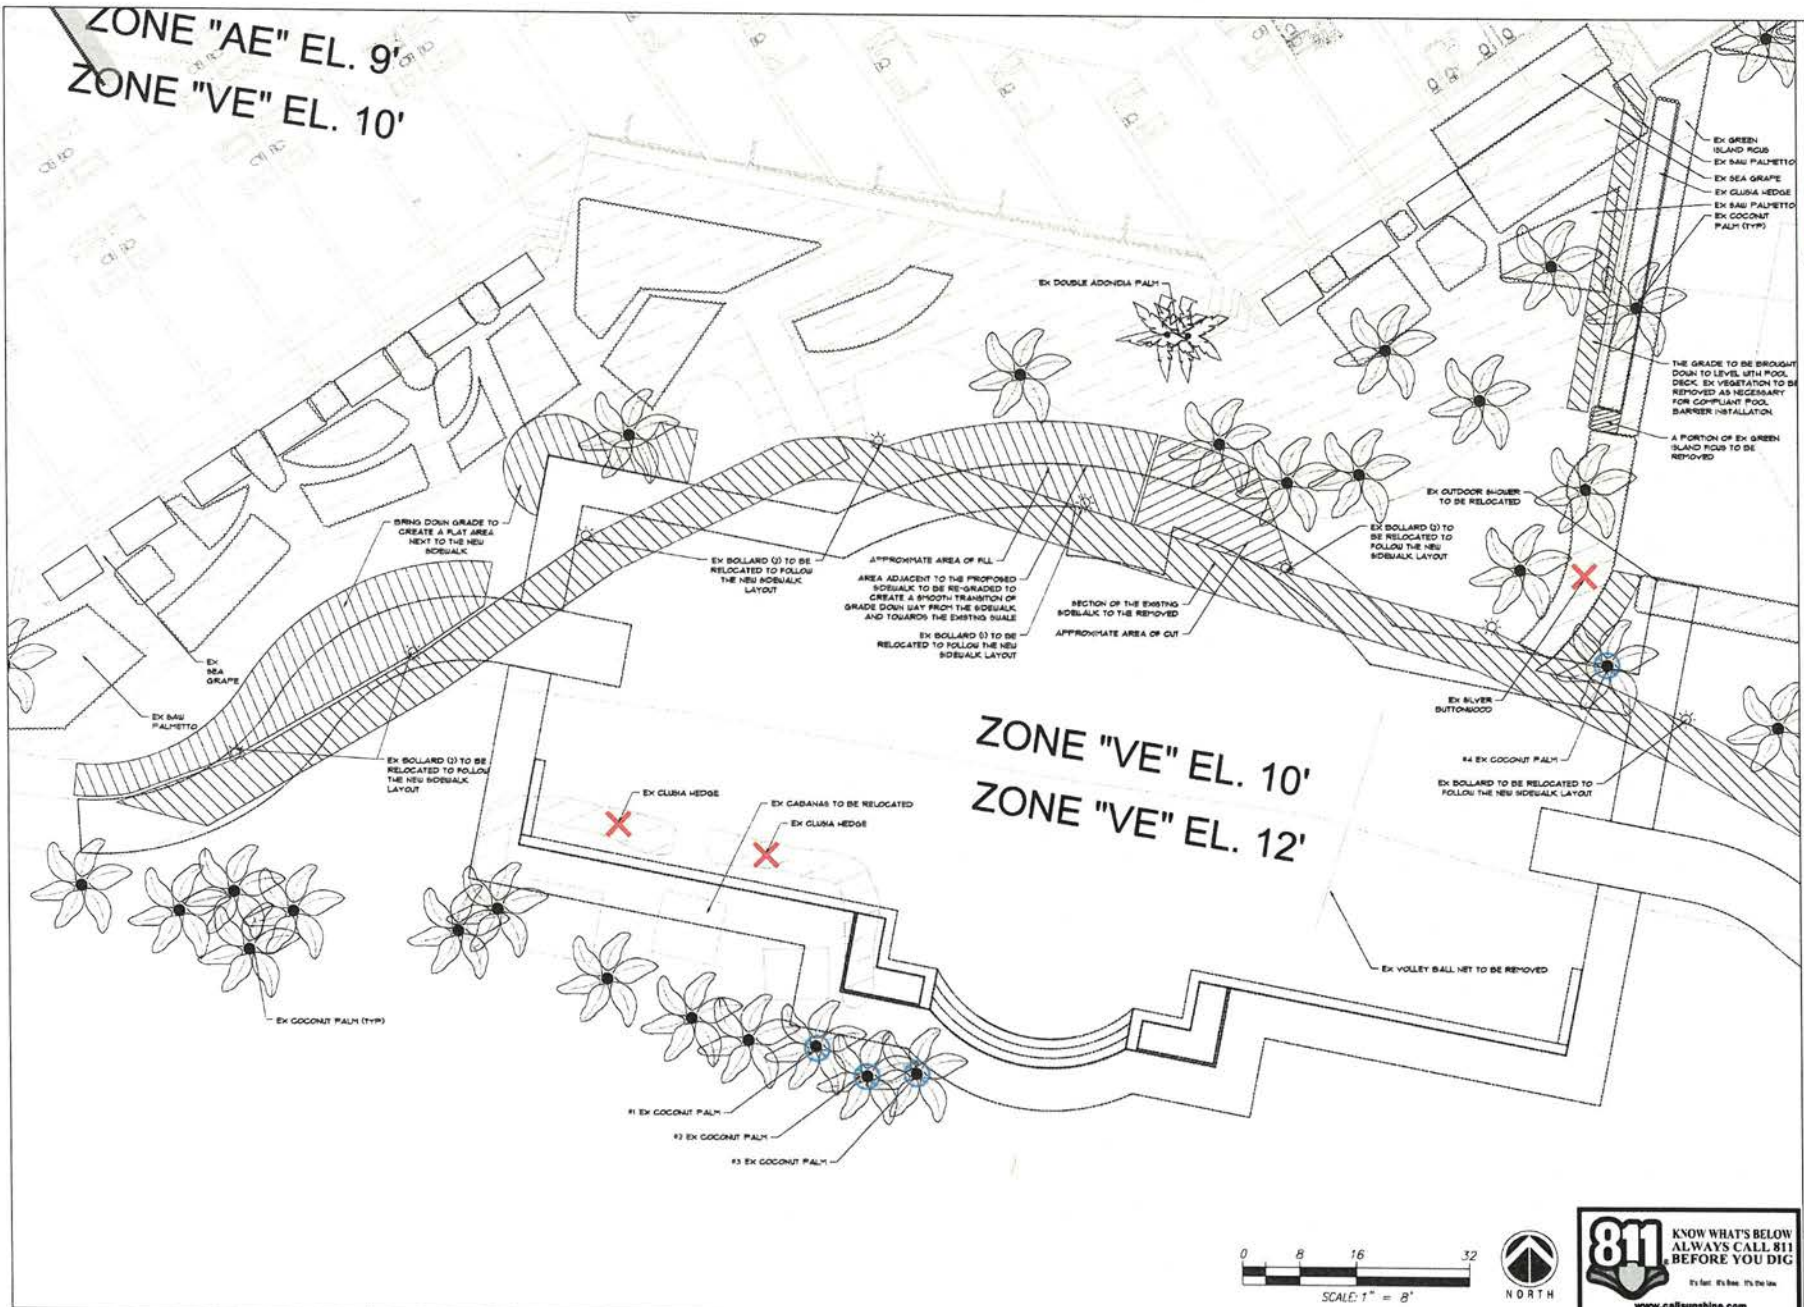 ZONE "AE" EL. 9'
ZONE "VE" EL. 10'
EX GREEN
ISLAND FICUS
EX SAW PALMETTO
EX SEA GRAPE
EX CLUSIA HEDGE
EX SAW PALMETTO
EX COCONUT
PALM (TYP)
EX DOUBLE ADONIDIA PALM
THE GRADE TO BE BROUGHT
DOWN TO LEVEL WITH POOL
DECK. EX VEGETATION TO BE
REMOVED AS NECESSARY
FOR COMPLIANT POOL
BARRIER INSTALLATION.
A PORTION OF EX GREEN
ISLAND FICUS TO BE
REMOVED
EX OUTDOOR SHOWER
TO BE RELOCATED
BRING DOWN GRADE TO
CREATE A FLAT AREA
NEXT TO THE NEW
SIDEWALK
EX BOLLARD (2) TO BE
RELOCATED TO FOLLOW
THE NEW SIDEWALK
LAYOUT
APPROXIMATE AREA OF FILL
AREA ADJACENT TO THE PROPOSED
SIDEWALK TO BE RE-GRADED TO
CREATE A SMOOTH TRANSITION OF
GRADE DOWN WAY FROM THE SIDEWALK
AND TOWARDS THE EXISTING SWALE
EX BOLLARD (1) TO BE
RELOCATED TO FOLLOW THE NEW
SIDEWALK LAYOUT
EX BOLLARD (2) TO
BE RELOCATED TO
FOLLOW THE NEW
SIDEWALK LAYOUT
SECTION OF THE EXISTING
SIDEWALK TO THE REMOVED
APPROXIMATE AREA OF CUT
EX
SEA
GRAPE
EX SAW
PALMETTO
EX BOLLARD (2) TO BE
RELOCATED TO FOLLOW
THE NEW SIDEWALK
LAYOUT
EX SILVER
BUTTONWOOD
#4 EX COCONUT PALM
EX BOLLARD TO BE RELOCATED TO
FOLLOW THE NEW SIDEWALK LAYOUT
ZONE "VE" EL. 10'
ZONE "VE" EL. 12'
EX CLUSIA HEDGE
EX CABANAS TO BE RELOCATED
EX CLUSIA HEDGE
EX VOLLEY BALL NET TO BE REMOVED
EX COCONUT PALM (TYP)
#1 EX COCONUT PALM
#2 EX COCONUT PALM
#3 EX COCONUT PALM
0 8 16 32
SCALE: 1" = 8'
NORTH
811
KNOW WHAT'S BELOW
ALWAYS CALL 811
BEFORE YOU DIG
It's fast. It's free. It's the law.
www.callsunshine.com